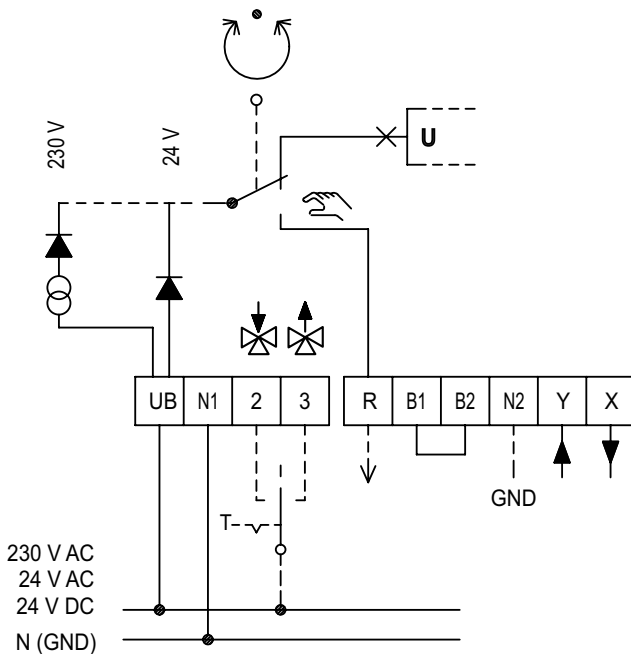 230 V
24 V
U
UB N1 2 3 R B1 B2 N2 Y X
GND
T
230 V AC
24 V AC
24 V DC
N (GND)